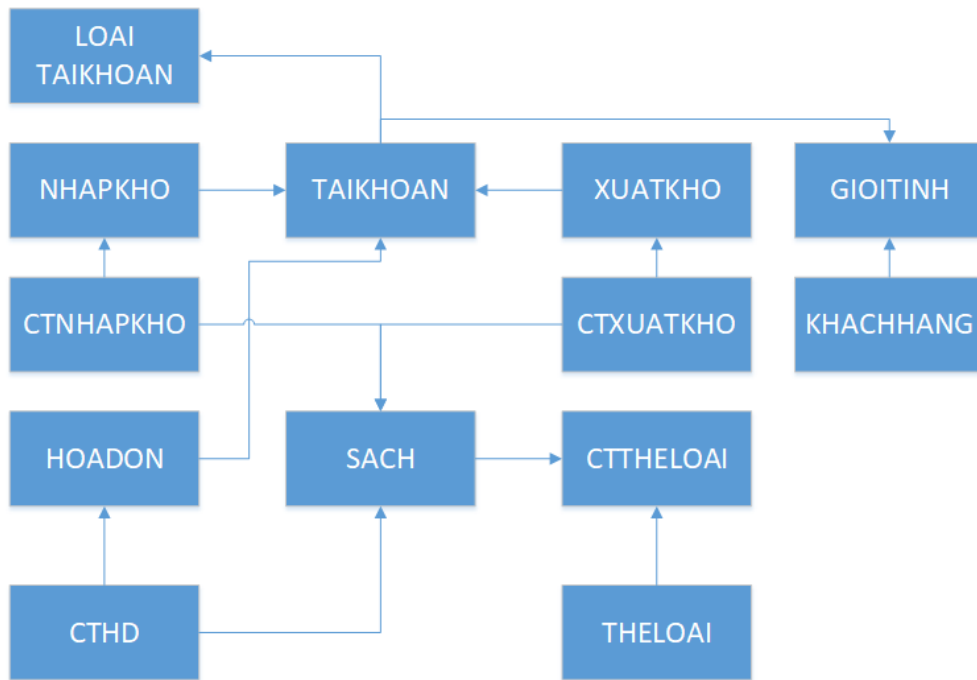 LOAI
TAIKHOAN
NHAPKHO
TAIKHOAN
XUATKHO
GIOITINH
CTNHAPKHO
CTXUATKHO
KHACHHANG
HOADON
SACH
CTTHELOAI
CTHD
THELOAI